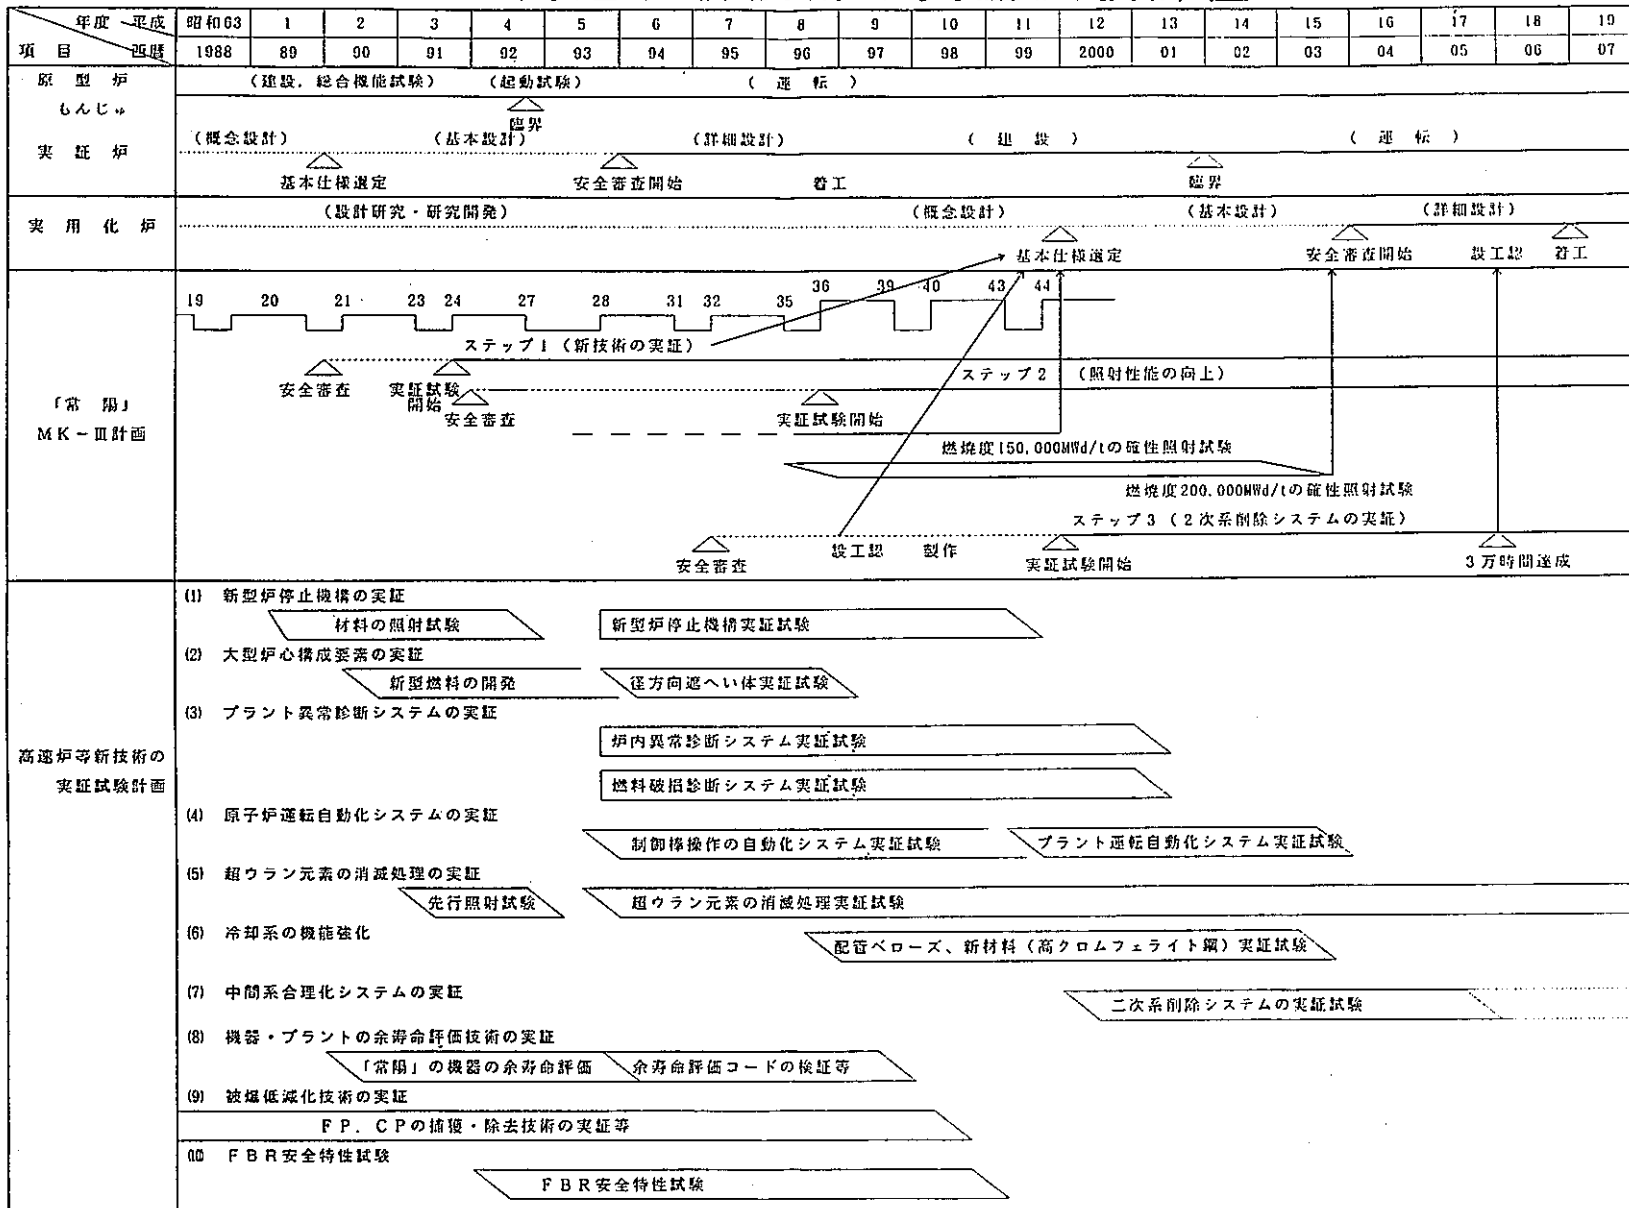 年度 平成 昭和63 1 2 3 4 5 6 7 8 9 10 11 12 13 14 15 16 17 18 19
項目 西暦 1988 89 90 91 92 93 94 95 96 97 98 99 2000 01 02 03 04 05 06 07
原型炉 (建設,総合機能試験) (起動試験) (運転)
もんじゅ
臨界
(概念設計) (基本設計) (詳細設計) (建設) (運転)
実証炉
基本仕様選定 安全審査開始 着工 臨界
(設計研究・研究開発) (概念設計) (基本設計) (詳細設計)
実用化炉
基本仕様選定 安全審査開始 設工認 着工
19 20 21 23 24 27 28 31 32 35 36 39 40 43 44
ステップ1(新技術の実証)
安全審査 実証試験開始 ステップ2 (照射性能の向上)
「常陽」
MK-Ⅲ計画
安全審査 実証試験開始
燃焼度150,000MWd/tの確性照射試験
燃焼度200,000MWd/tの確性照射試験
ステップ3(2次系削除システムの実証)
安全審査 設工認 製作 実証試験開始 3万時間達成
高速炉等新技術の
実証試験計画
(1) 新型炉停止機構の実証
材料の照射試験 新型炉停止機構実証試験
(2) 大型炉心構成要素の実証
新型燃料の開発 径方向遮へい体実証試験
(3) プラント異常診断システムの実証
炉内異常診断システム実証試験
燃料破損診断システム実証試験
(4) 原子炉運転自動化システムの実証
制御棒操作の自動化システム実証試験 プラント運転自動化システム実証試験
(5) 超ウラン元素の消滅処理の実証
先行照射試験 超ウラン元素の消滅処理実証試験
(6) 冷却系の機能強化
配管ベローズ、新材料(高クロムフェライト鋼)実証試験
(7) 中間系合理化システムの実証
二次系削除システムの実証試験
(8) 機器・プラントの余寿命評価技術の実証
「常陽」の機器の余寿命評価 余寿命評価コードの検証等
(9) 被爆低減化技術の実証
FP,CPの捕獲・除去技術の実証等
(10) FBR安全特性試験
FBR安全特性試験